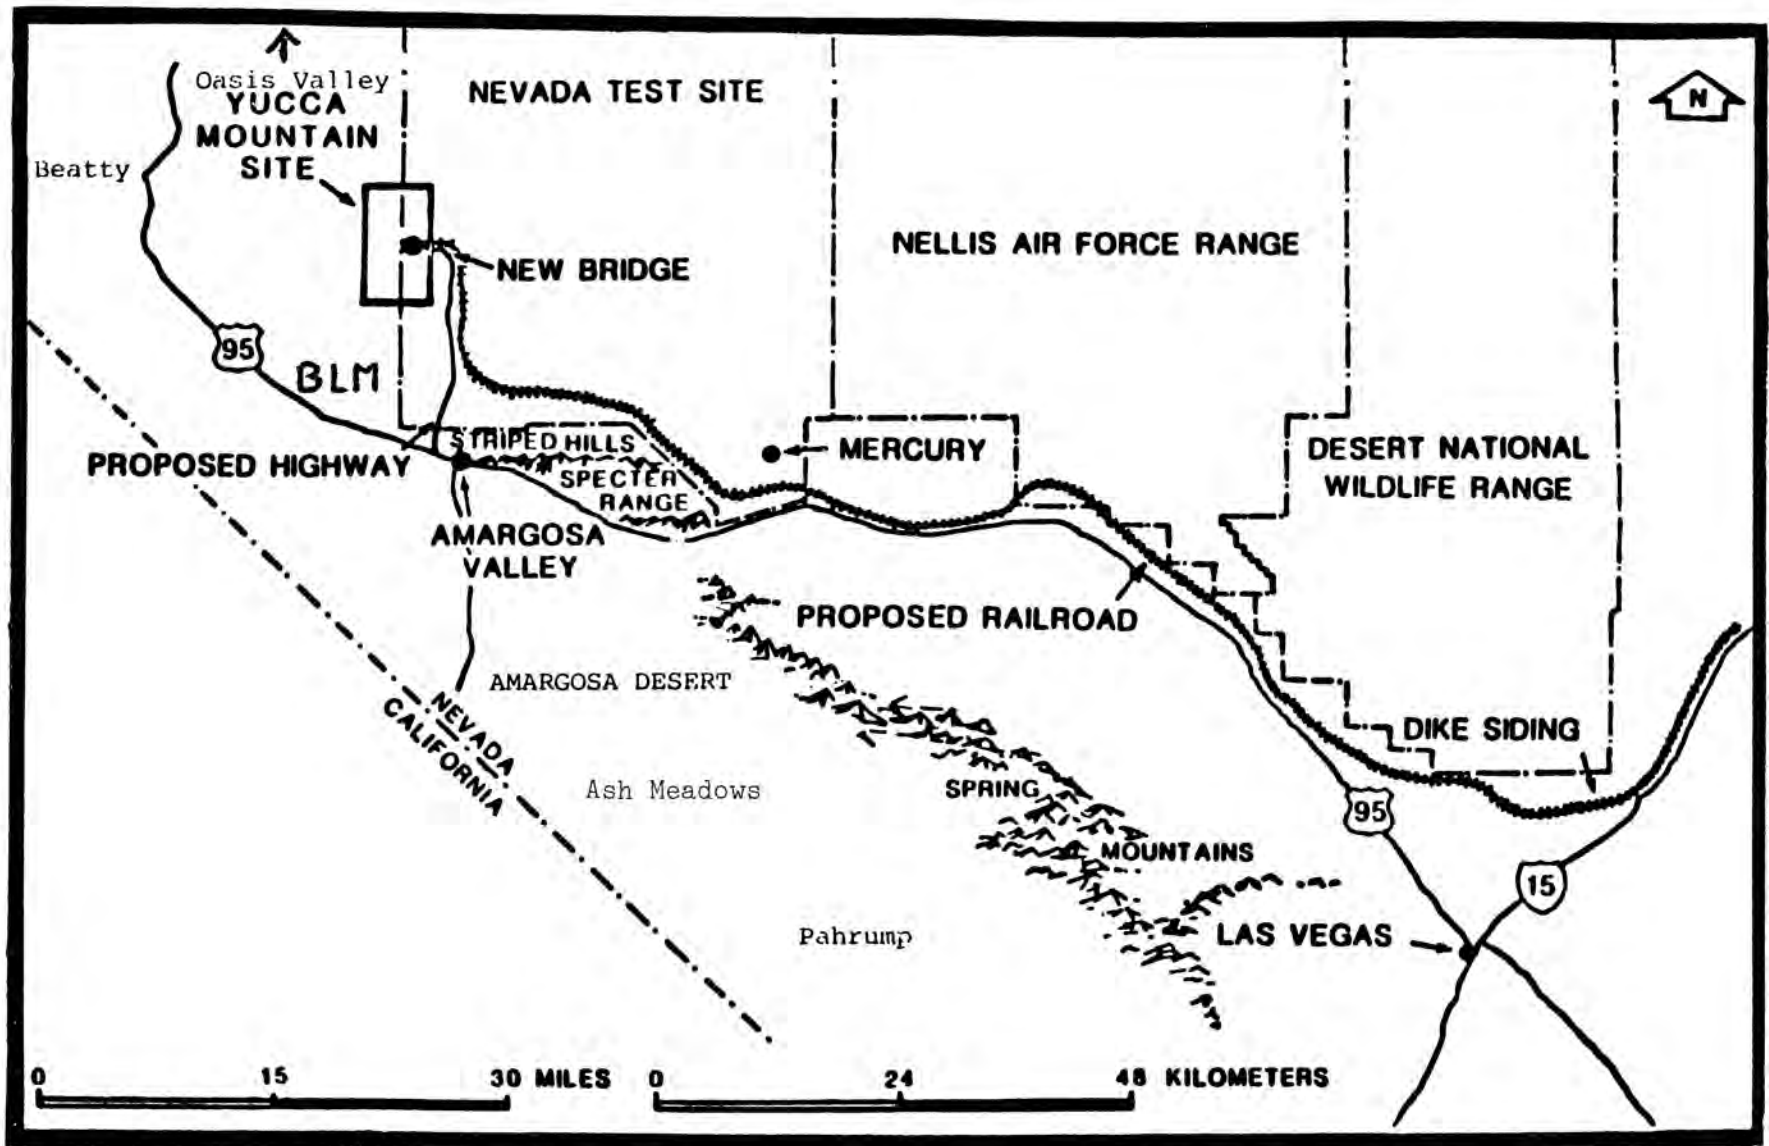 Oasis Valley
YUCCA
MOUNTAIN
SITE
NEVADA TEST SITE
N
Beatty
NELLIS AIR FORCE RANGE
NEW BRIDGE
95
BLM
STRIPED HILLS
PROPOSED HIGHWAY
SPECTER
RANGE
MERCURY
DESERT NATIONAL
WILDLIFE RANGE
AMARGOSA
VALLEY
PROPOSED RAILROAD
AMARGOSA DESERT
NEVADA
CALIFORNIA
DIKE SIDING
Ash Meadows
SPRING
MOUNTAINS
95
15
Pahrump
LAS VEGAS
0 15 30 MILES
0 24 48 KILOMETERS